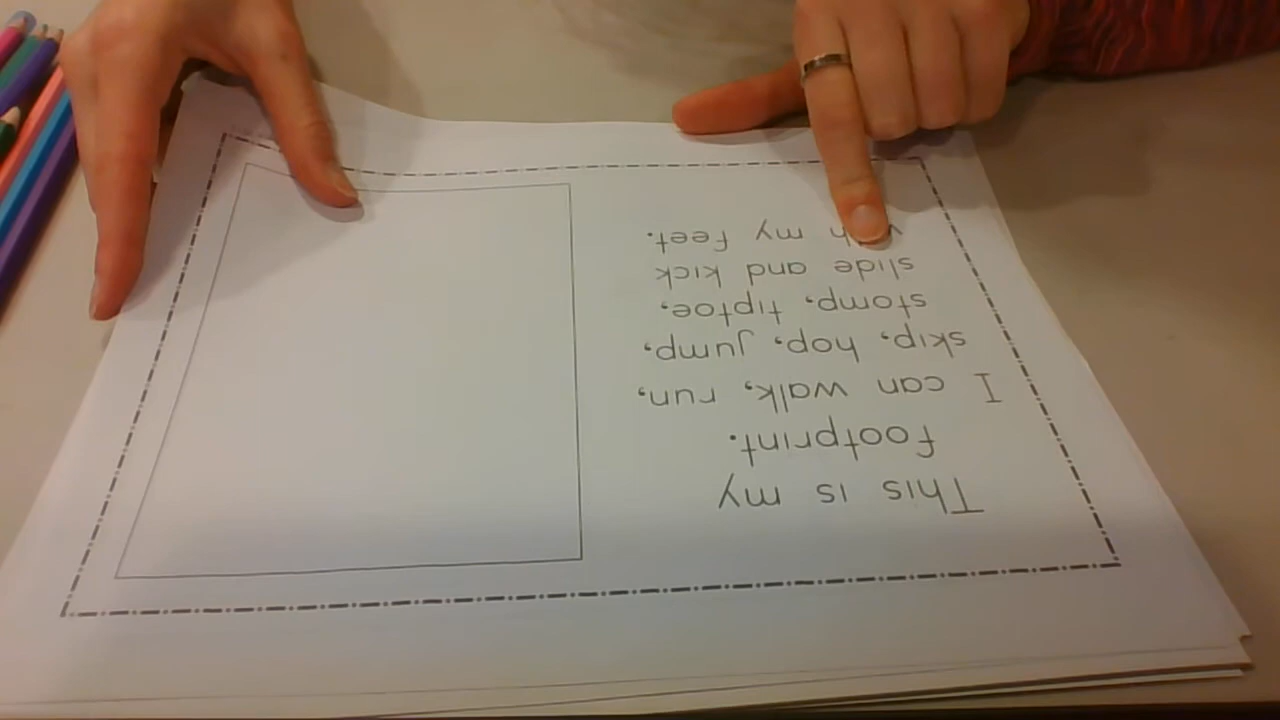 This is my
footprint.
I can walk, run,
skip, hop, jump,
stomp, tiptoe,
slide and kick
my feet.